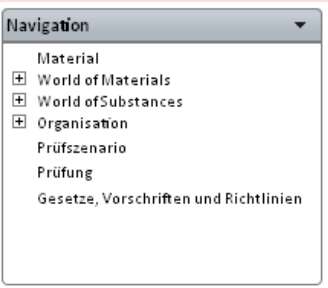 Navigation
Material
World of Materials
World of Substances
Organisation
Prüfszenario
Prüfung
Gesetze, Vorschriften und Richtlinien